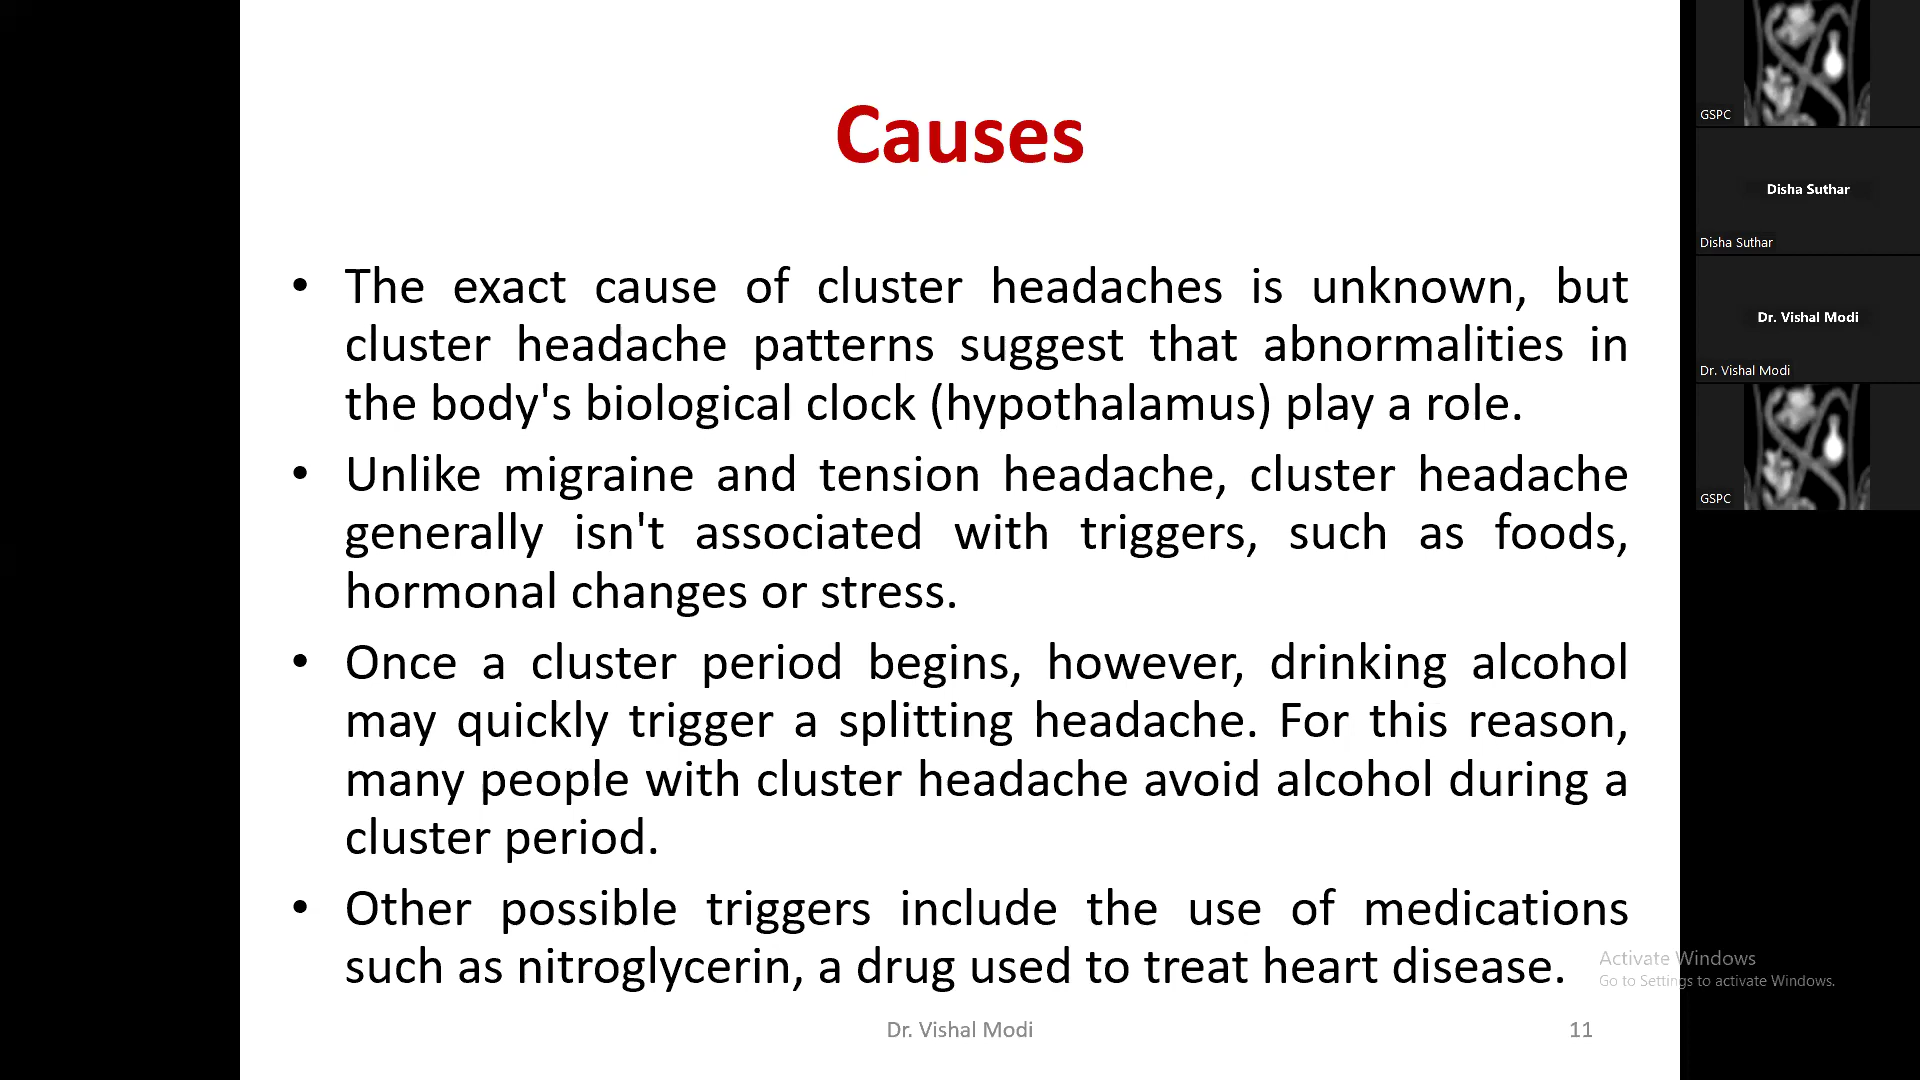 Causes
• The exact cause of cluster headaches is unknown, but
cluster headache patterns suggest that abnormalities in
the body's biological clock (hypothalamus) play a role.
• Unlike migraine and tension headache, cluster headache
generally isn't associated with triggers, such as foods,
hormonal changes or stress.
• Once a cluster period begins, however, drinking alcohol
may quickly trigger a splitting headache. For this reason,
many people with cluster headache avoid alcohol during a
cluster period.
• Other possible triggers include the use of medications
such as nitroglycerin, a drug used to treat heart disease.
Dr. Vishal Modi
11
GSPC
Disha Suthar
Disha Suthar
Dr. Vishal Modi
Dr. Vishal Modi
GSPC
Activate Windows
Go to Settings to activate Windows.